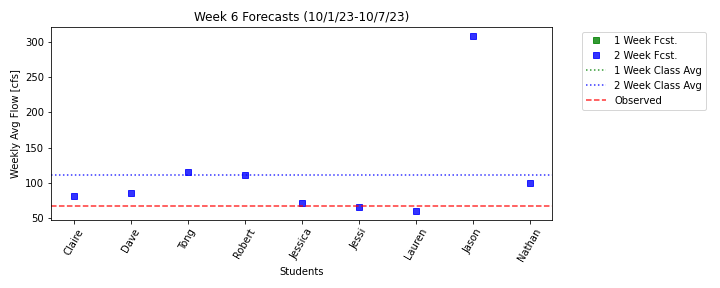 Week 6 Forecasts (10/1/23-10/7/23)
Weekly Avg Flow [cfs]
300
250
200
150
100
50
Claire
Dave
Tong
Robert
Jessica
Jessi
Lauren
Jason
Nathan
Students
1 Week Fcst.
2 Week Fcst.
1 Week Class Avg
2 Week Class Avg
Observed